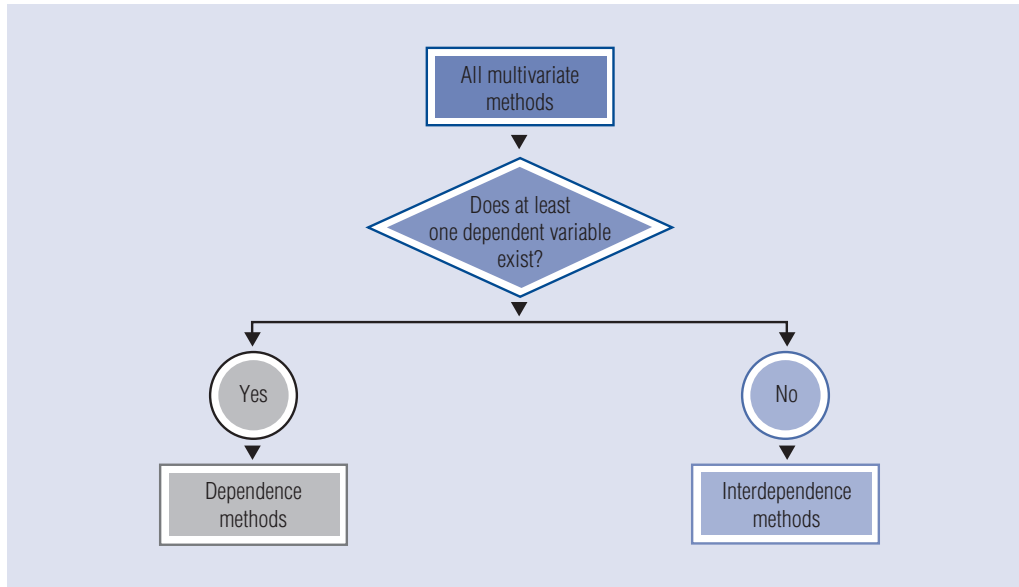 All multivariate
methods
Does at least
one dependent variable
exist?
Yes
No
Dependence
methods
Interdependence
methods